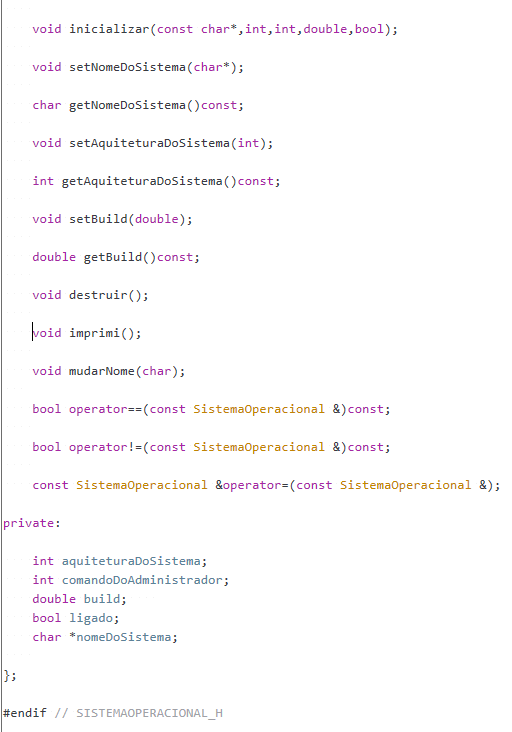 void inicializar(const char*,int,int,double,bool);
void setNomeDoSistema(char*);
char getNomeDoSistema()const;
void setAquiteturaDoSistema(int);
int getAquiteturaDoSistema()const;
void setBuild(double);
double getBuild()const;
void destruir();
void imprimi();
void mudarNome(char);
bool operator==(const SistemaOperacional &)const;
bool operator!=(const SistemaOperacional &)const;
const SistemaOperacional &operator=(const SistemaOperacional &);
private:
int aquiteturaDoSistema;
int comandoDoAdministrador;
double build;
bool ligado;
char *nomeDoSistema;
};
#endif // SISTEMAOPERACIONAL_H